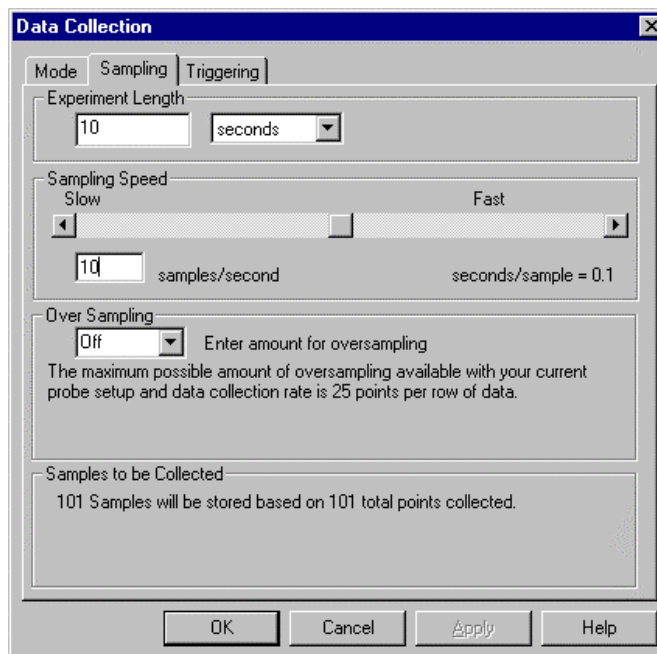 Data Collection
Mode Sampling Triggering
Experiment Length
10 seconds
Sampling Speed
Slow Fast
10 samples/second seconds/sample = 0.1
Over Sampling
Off Enter amount for oversampling
The maximum possible amount of oversampling available with your current
probe setup and data collection rate is 25 points per row of data.
Samples to be Collected
101 Samples will be stored based on 101 total points collected.
OK Cancel Apply Help